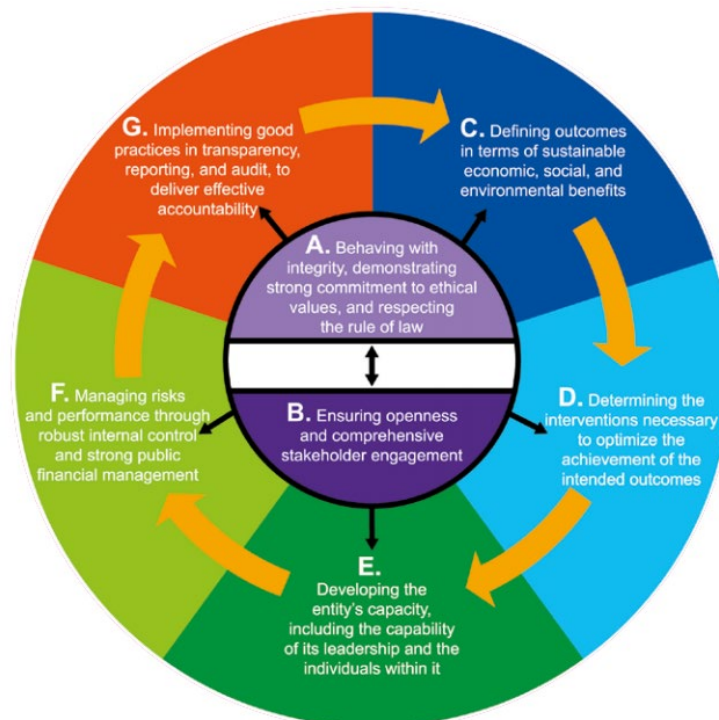 G. Implementing good
practices in transparency,
reporting, and audit, to
deliver effective
accountability
C. Defining outcomes
in terms of sustainable
economic, social, and
environmental benefits
A. Behaving with
integrity, demonstrating
strong commitment to ethical
values, and respecting
the rule of law
F. Managing risks
and performance through
robust internal control
and strong public
financial management
B. Ensuring openness
and comprehensive
stakeholder engagement
D. Determining the
interventions necessary
to optimize the
achievement of the
intended outcomes
E.
Developing the
entity's capacity,
including the capability
of its leadership and the
individuals within it